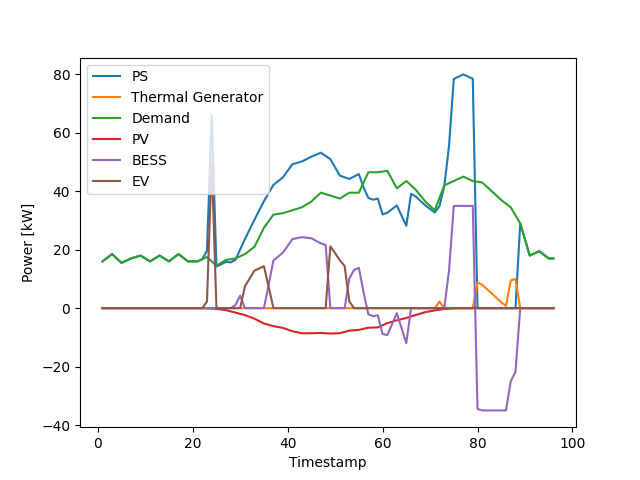 PS
Thermal Generator
Demand
PV
BESS
EV
Power [kW]
80
60
40
20
0
−20
−40
0 20 40 60 80 100
Timestamp